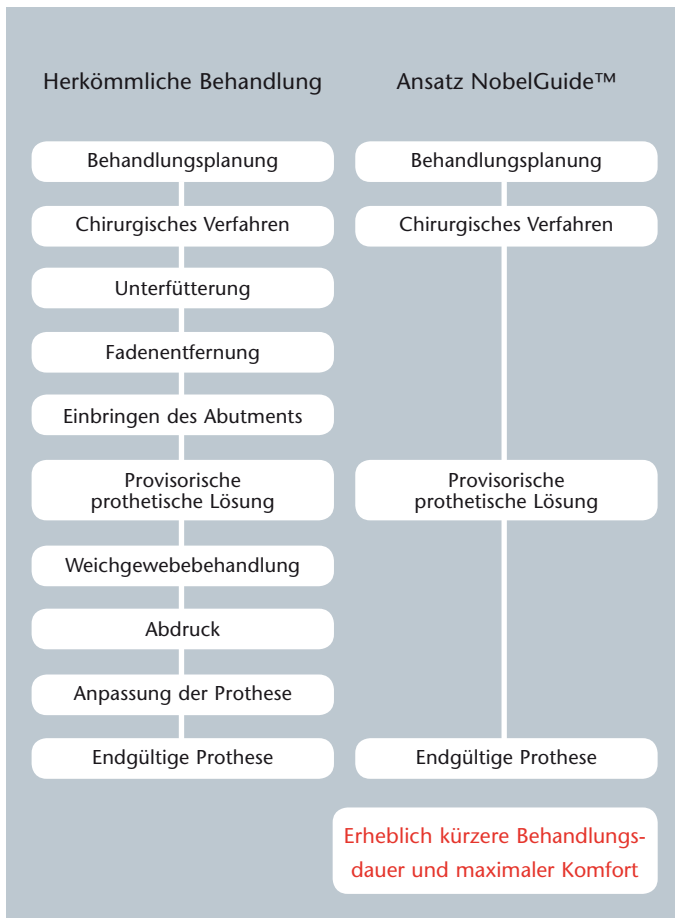 Herkömmliche Behandlung
Behandlungsplanung
Chirurgisches Verfahren
Unterfütterung
Fadenentfernung
Einbringen des Abutments
Provisorische
prothetische Lösung
Weichgewebebehandlung
Abdruck
Anpassung der Prothese
Endgültige Prothese
Ansatz NobelGuide™
Behandlungsplanung
Chirurgisches Verfahren
Provisorische
prothetische Lösung
Endgültige Prothese
Erheblich kürzere Behandlungs-
dauer und maximaler Komfort